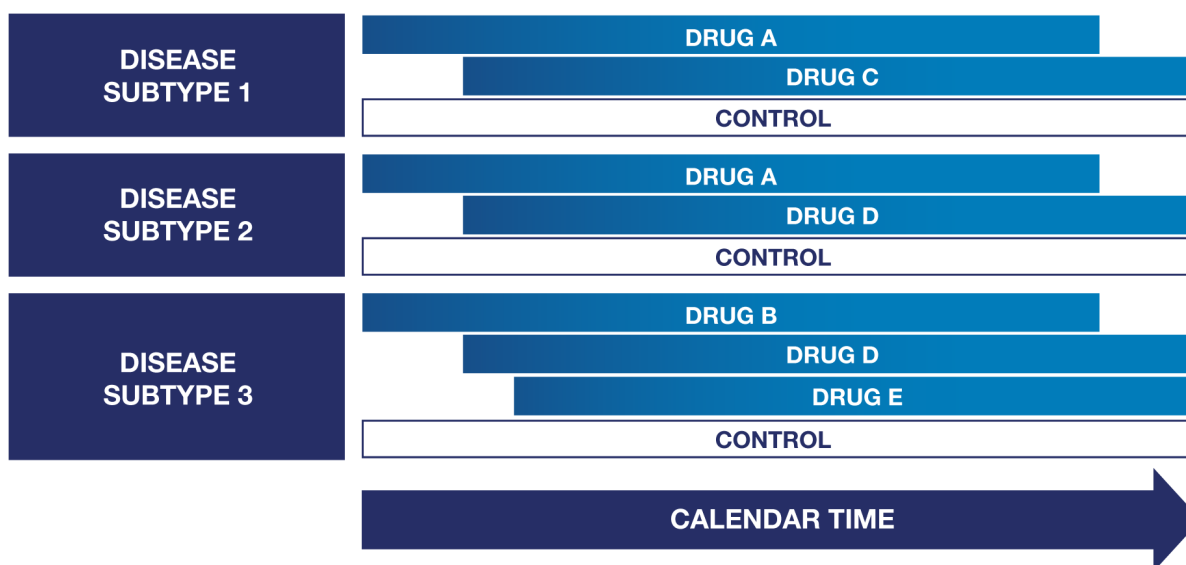 DISEASE
SUBTYPE 1
DRUG A
DRUG C
CONTROL
DISEASE
SUBTYPE 2
DRUG A
DRUG D
CONTROL
DISEASE
SUBTYPE 3
DRUG B
DRUG D
DRUG E
CONTROL
CALENDAR TIME